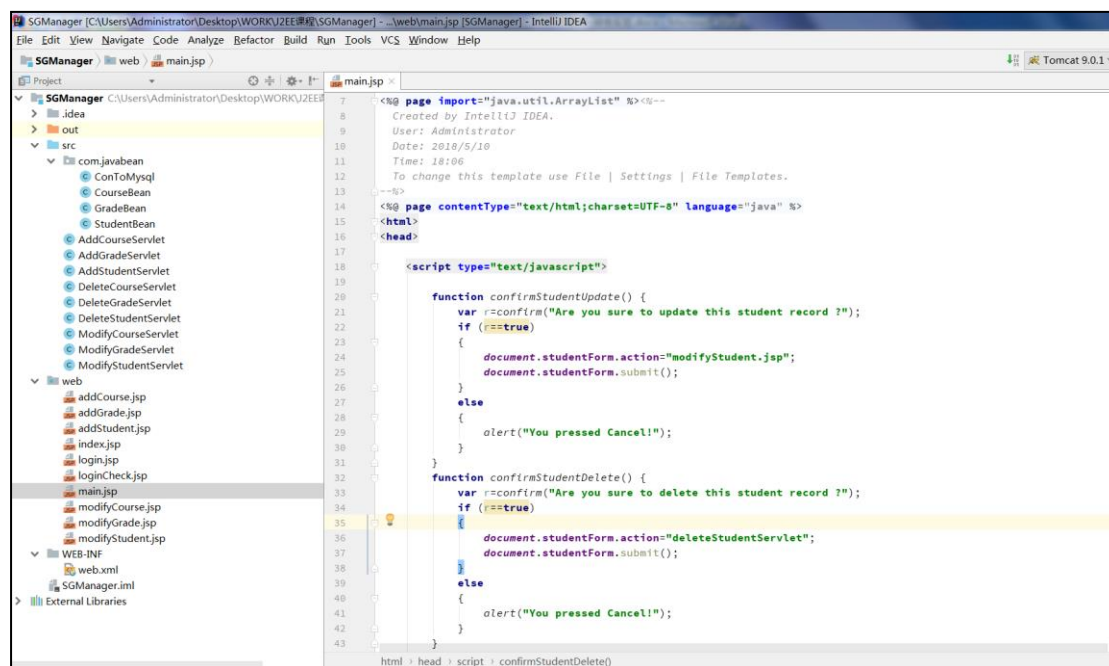 SGManager [C:\Users\Administrator\Desktop\WORK\J2EE课程\SGManager] - ...\web\main.jsp [SGManager] - IntelliJ IDEA
File Edit View Navigate Code Analyze Refactor Build Run Tools VCS Window Help
SGManager web main.jsp Tomcat 9.0.1
Project
main.jsp
SGManager C:\Users\Administrator\Desktop\WORK\J2EE
.idea
out
src
com.javabean
ConToMysql
CourseBean
GradeBean
StudentBean
AddCourseServlet
AddGradeServlet
AddStudentServlet
DeleteCourseServlet
DeleteGradeServlet
DeleteStudentServlet
ModifyCourseServlet
ModifyGradeServlet
ModifyStudentServlet
web
addCourse.jsp
addGrade.jsp
addStudent.jsp
index.jsp
login.jsp
loginCheck.jsp
main.jsp
modifyCourse.jsp
modifyGrade.jsp
modifyStudent.jsp
WEB-INF
web.xml
SGManager.iml
External Libraries
7 <%@ page import="java.util.ArrayList" %><%--
8 Created by IntelliJ IDEA.
9 User: Administrator
10 Date: 2018/5/10
11 Time: 18:06
12 To change this template use File | Settings | File Templates.
13 --%>
14 <%@ page contentType="text/html;charset=UTF-8" language="java" %>
15 <html>
16 <head>
17
18 <script type="text/javascript">
19
20 function confirmStudentUpdate() {
21 var r=confirm("Are you sure to update this student record ?");
22 if (r==true)
23 {
24 document.studentForm.action="modifyStudent.jsp";
25 document.studentForm.submit();
26 }
27 else
28 {
29 alert("You pressed Cancel!");
30 }
31 }
32 function confirmStudentDelete() {
33 var r=confirm("Are you sure to delete this student record ?");
34 if (r==true)
35 {
36 document.studentForm.action="deleteStudentServlet";
37 document.studentForm.submit();
38 }
39 else
40 {
41 alert("You pressed Cancel!");
42 }
43 }
html › head › script › confirmStudentDelete()